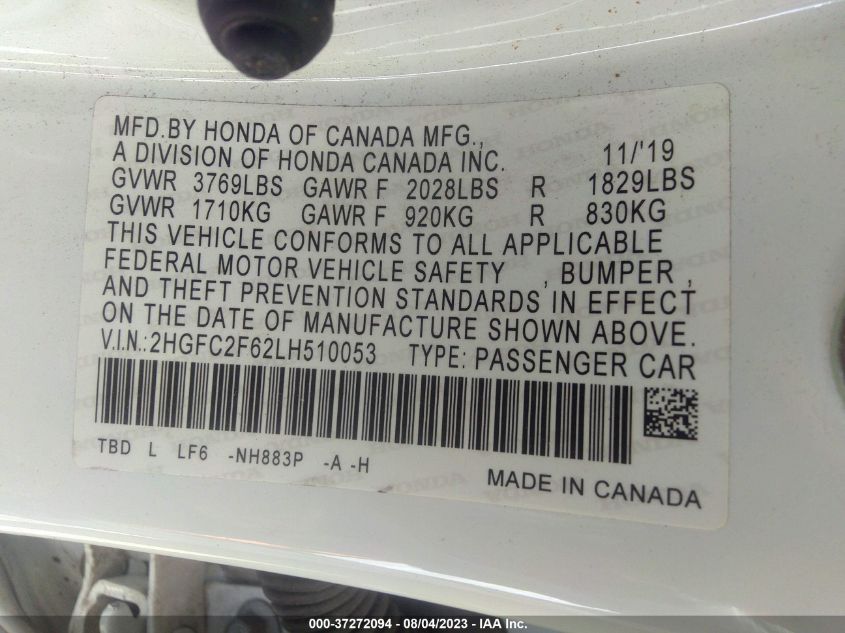 MFD.BY HONDA OF CANADA MFG.,
A DIVISION OF HONDA CANADA INC. 11/'19
GVWR 3769LBS GAWR F 2028LBS R 1829LBS
GVWR 1710KG GAWR F 920KG R 830KG
THIS VEHICLE CONFORMS TO ALL APPLICABLE
FEDERAL MOTOR VEHICLE SAFETY , BUMPER ,
AND THEFT PREVENTION STANDARDS IN EFFECT
ON THE DATE OF MANUFACTURE SHOWN ABOVE.
V.I.N.:2HGFC2F62LH510053 TYPE: PASSENGER CAR
TBD L LF6 -NH883P -A -H
MADE IN CANADA
000-37272094 — 08/04/2023 - IAA Inc.